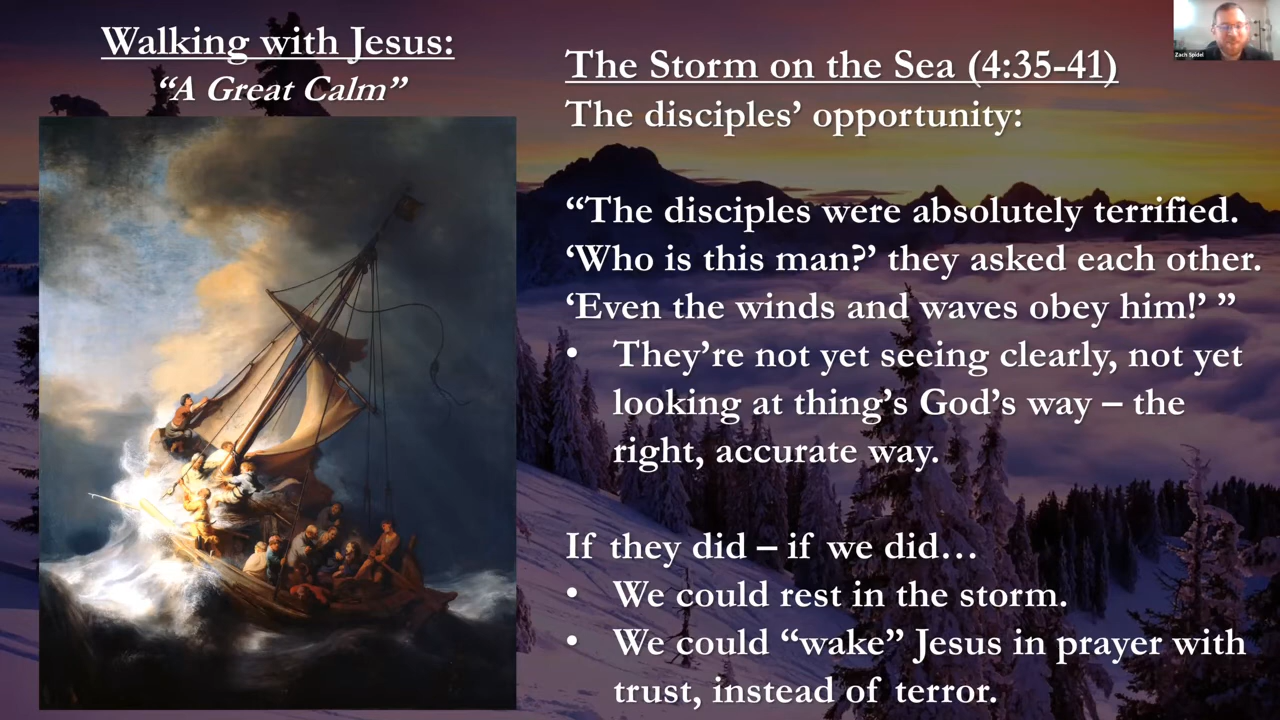 Walking with Jesus:
“A Great Calm”
The Storm on the Sea (4:35-41)
The disciples’ opportunity:
“The disciples were absolutely terrified.
‘Who is this man?’ they asked each other.
‘Even the winds and waves obey him!’ ”
• They’re not yet seeing clearly, not yet
looking at thing’s God’s way – the
right, accurate way.
If they did – if we did…
• We could rest in the storm.
• We could “wake” Jesus in prayer with
trust, instead of terror.
Zach Spidel